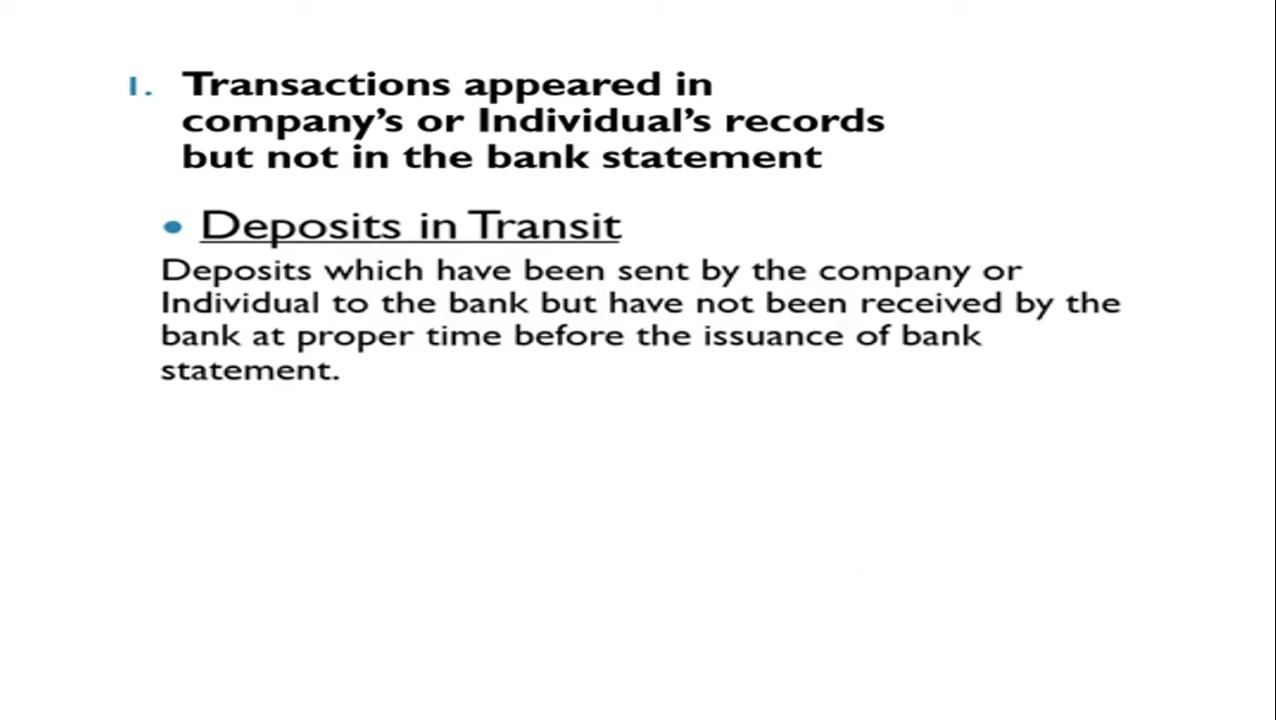 1. Transactions appeared in
company's or Individual's records
but not in the bank statement
• Deposits in Transit
Deposits which have been sent by the company or
Individual to the bank but have not been received by the
bank at proper time before the issuance of bank
statement.